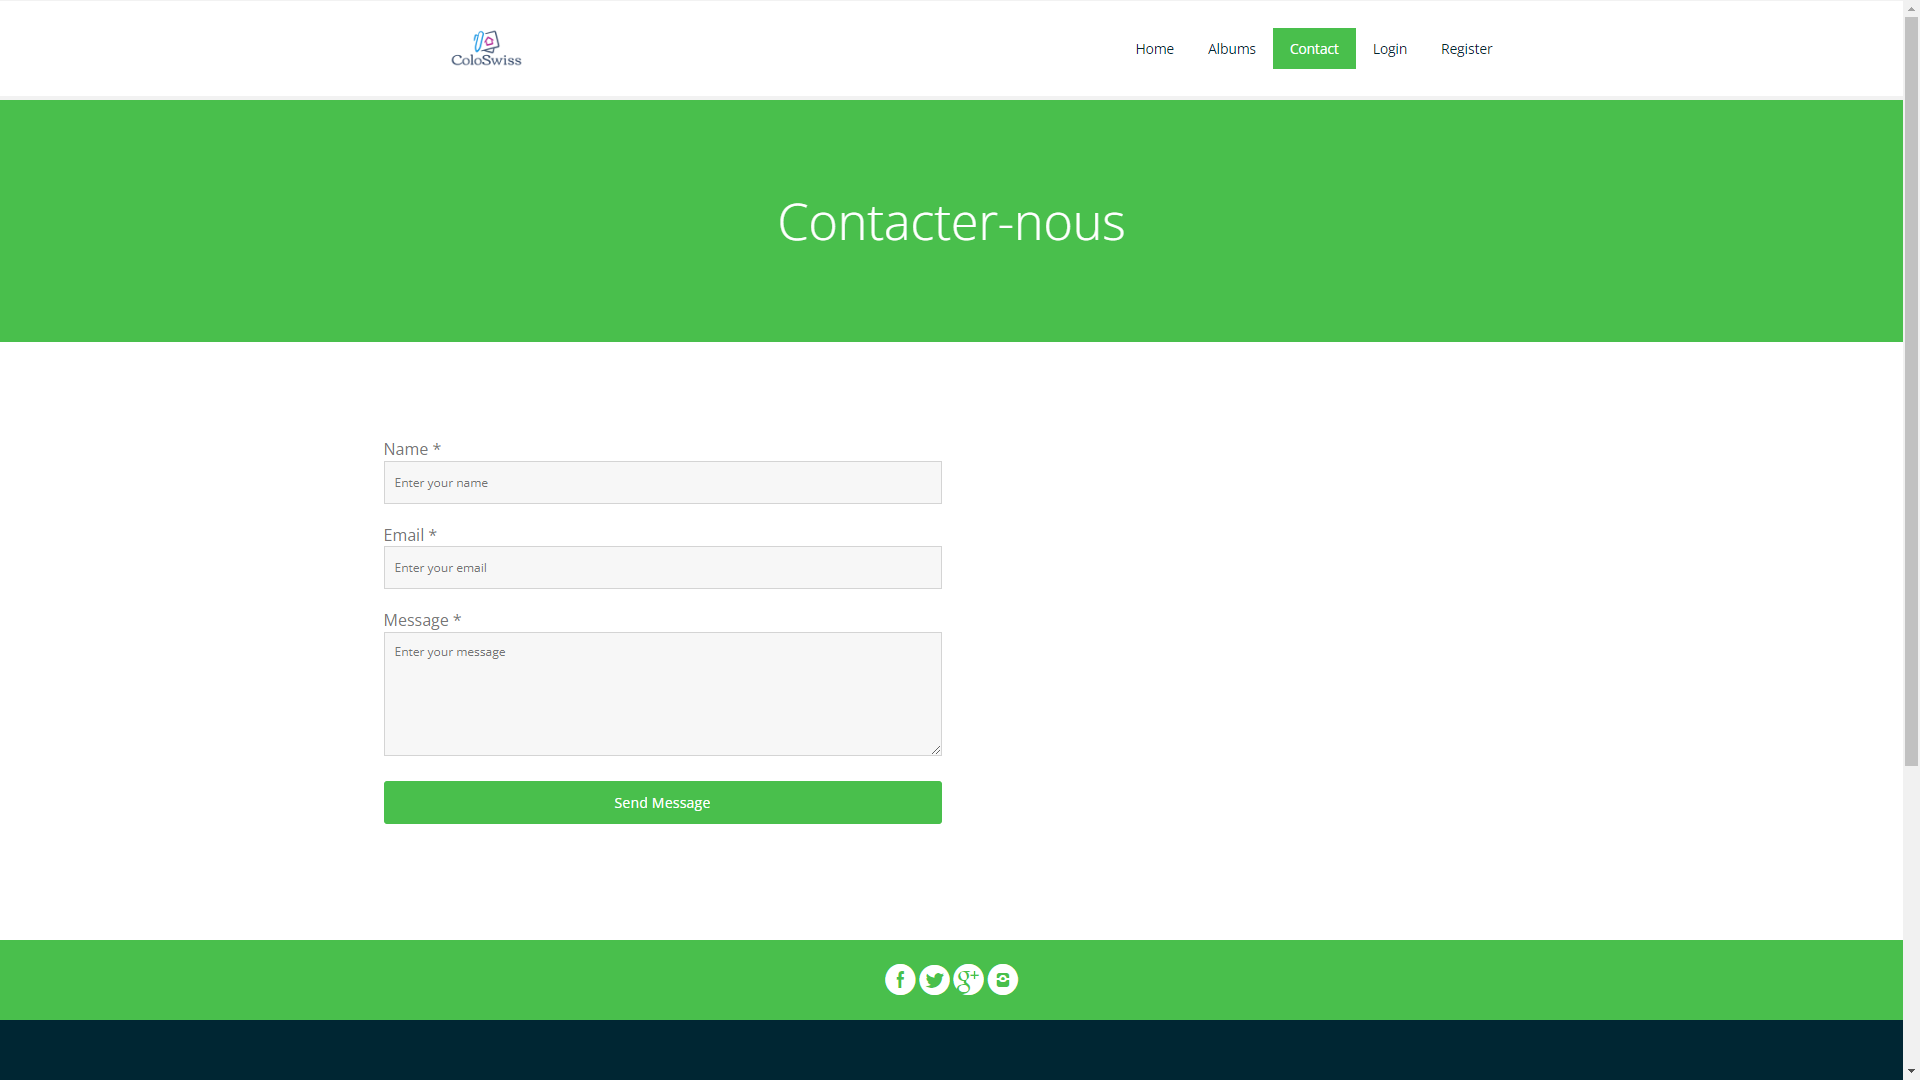 ColoSwiss
Home
Albums
Contact
Login
Register
Contacter-nous
Name *
Enter your name
Email *
Enter your email
Message *
Enter your message
Send Message